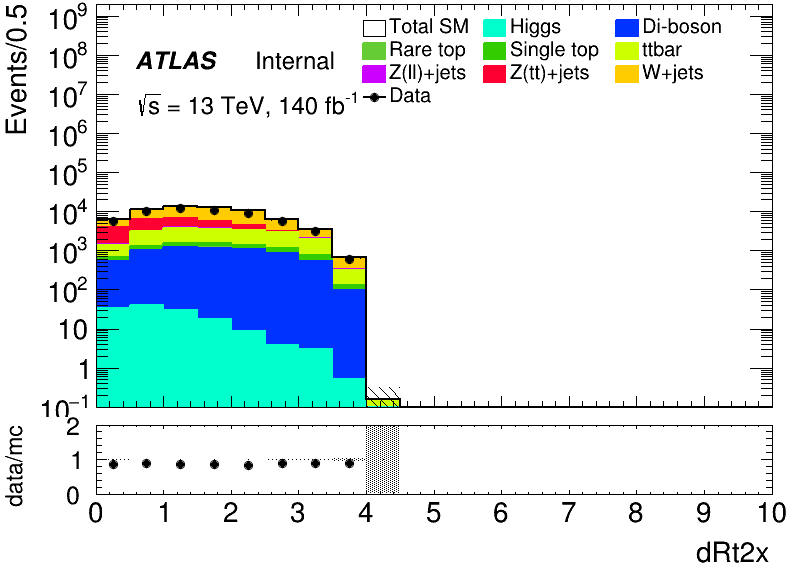 Events/0.5
10⁹
10⁸
10⁷
10⁶
10⁵
10⁴
10³
10²
10
1
10⁻¹
ATLAS Internal
√s = 13 TeV, 140 fb⁻¹
Total SM Higgs Di-boson
Rare top Single top ttbar
Z(ll)+jets Z(tt)+jets W+jets
Data
data/mc
2
1
0
0 1 2 3 4 5 6 7 8 9 10
dRt2x